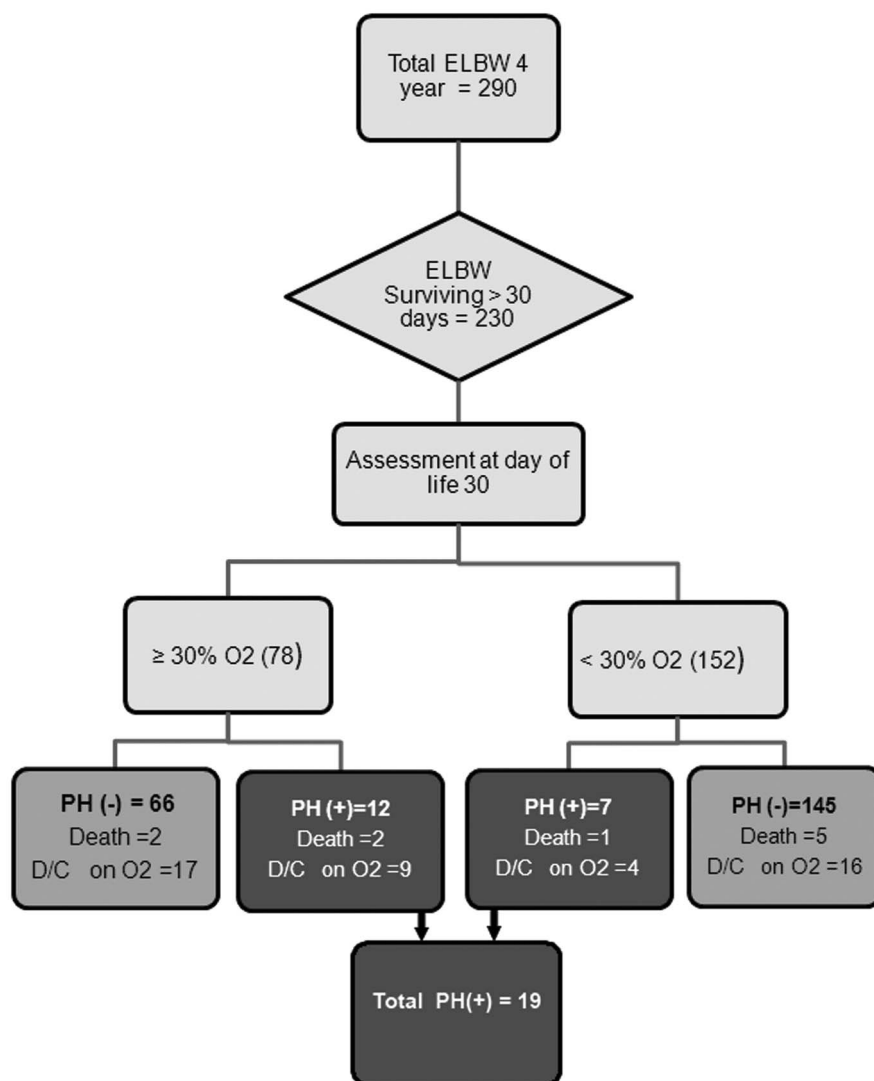 Total ELBW 4
year = 290
ELBW
Surviving > 30
days = 230
Assessment at day of
life 30
≥ 30% O2 (78)
< 30% O2 (152)
PH (-) = 66
Death =2
D/C on O2 =17
PH (+)=12
Death =2
D/C on O2 =9
PH (+)=7
Death =1
D/C on O2 =4
PH (-)=145
Death =5
D/C on O2 =16
Total PH(+) = 19